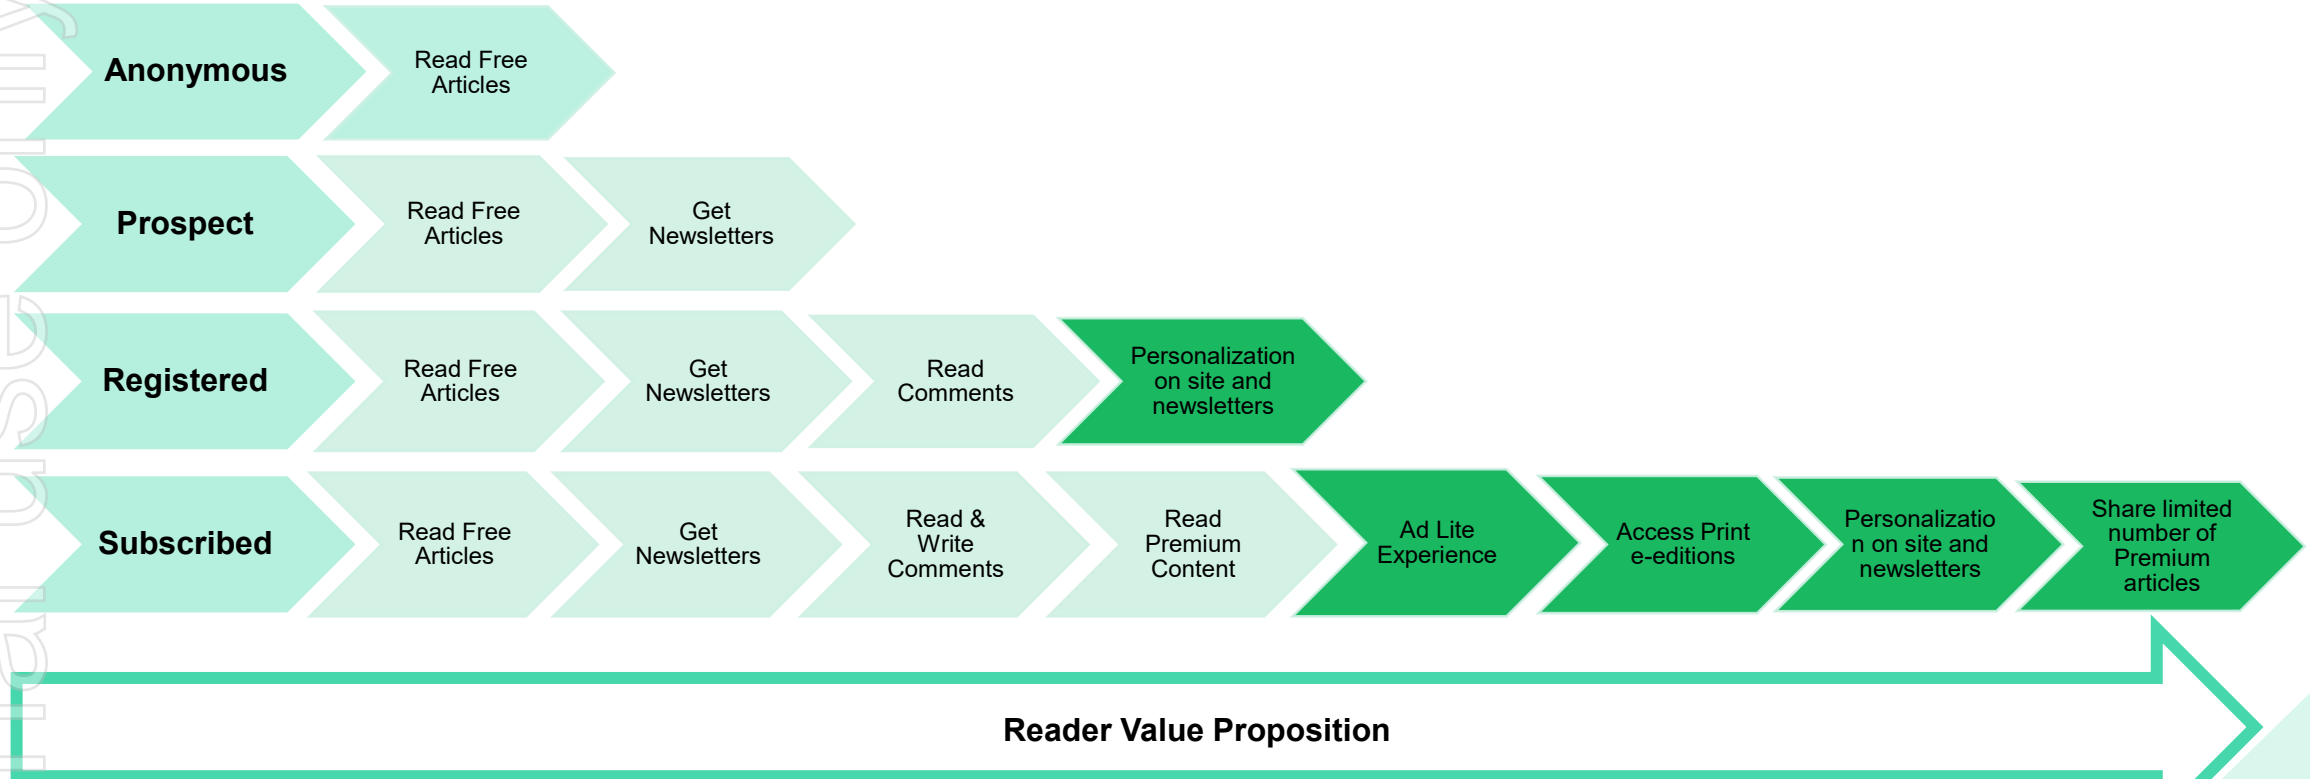 Anonymous
Read Free
Articles
Prospect
Read Free
Articles
Get
Newsletters
Registered
Read Free
Articles
Get
Newsletters
Read
Comments
Personalization
on site and
newsletters
Subscribed
Read Free
Articles
Get
Newsletters
Read &
Write
Comments
Read
Premium
Content
Ad Lite
Experience
Access Print
e-editions
Personalizatio
n on site and
newsletters
Share limited
number of
Premium
articles
Reader Value Proposition
use only